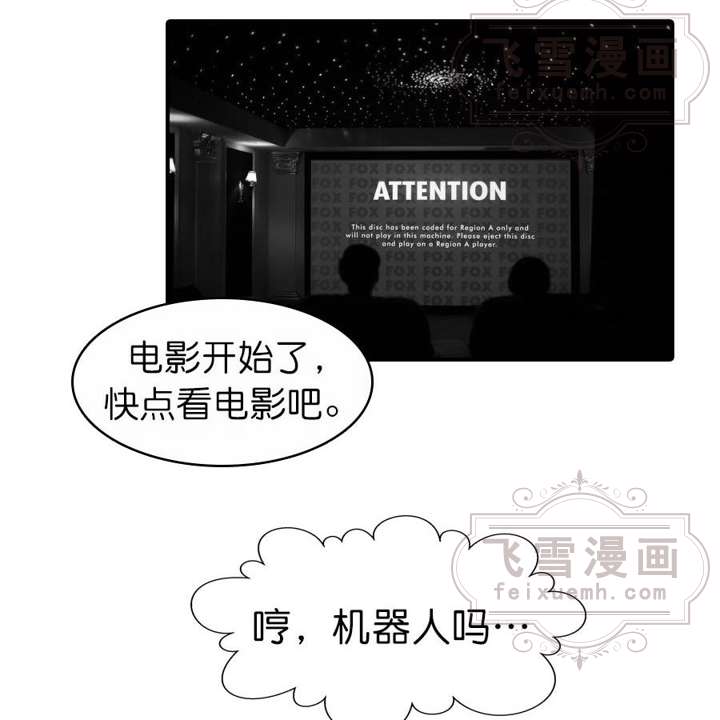 飞雪漫画
feixuemh.com
FOX FOX FOX FOX FOX FOX
ATTENTION
This disc has been coded for Region A only and
will not play in this machine. Please eject this disc
and play on a Region A player.
电影开始了，
快点看电影吧。
飞雪漫画
feixuemh.com
哼，机器人吗…